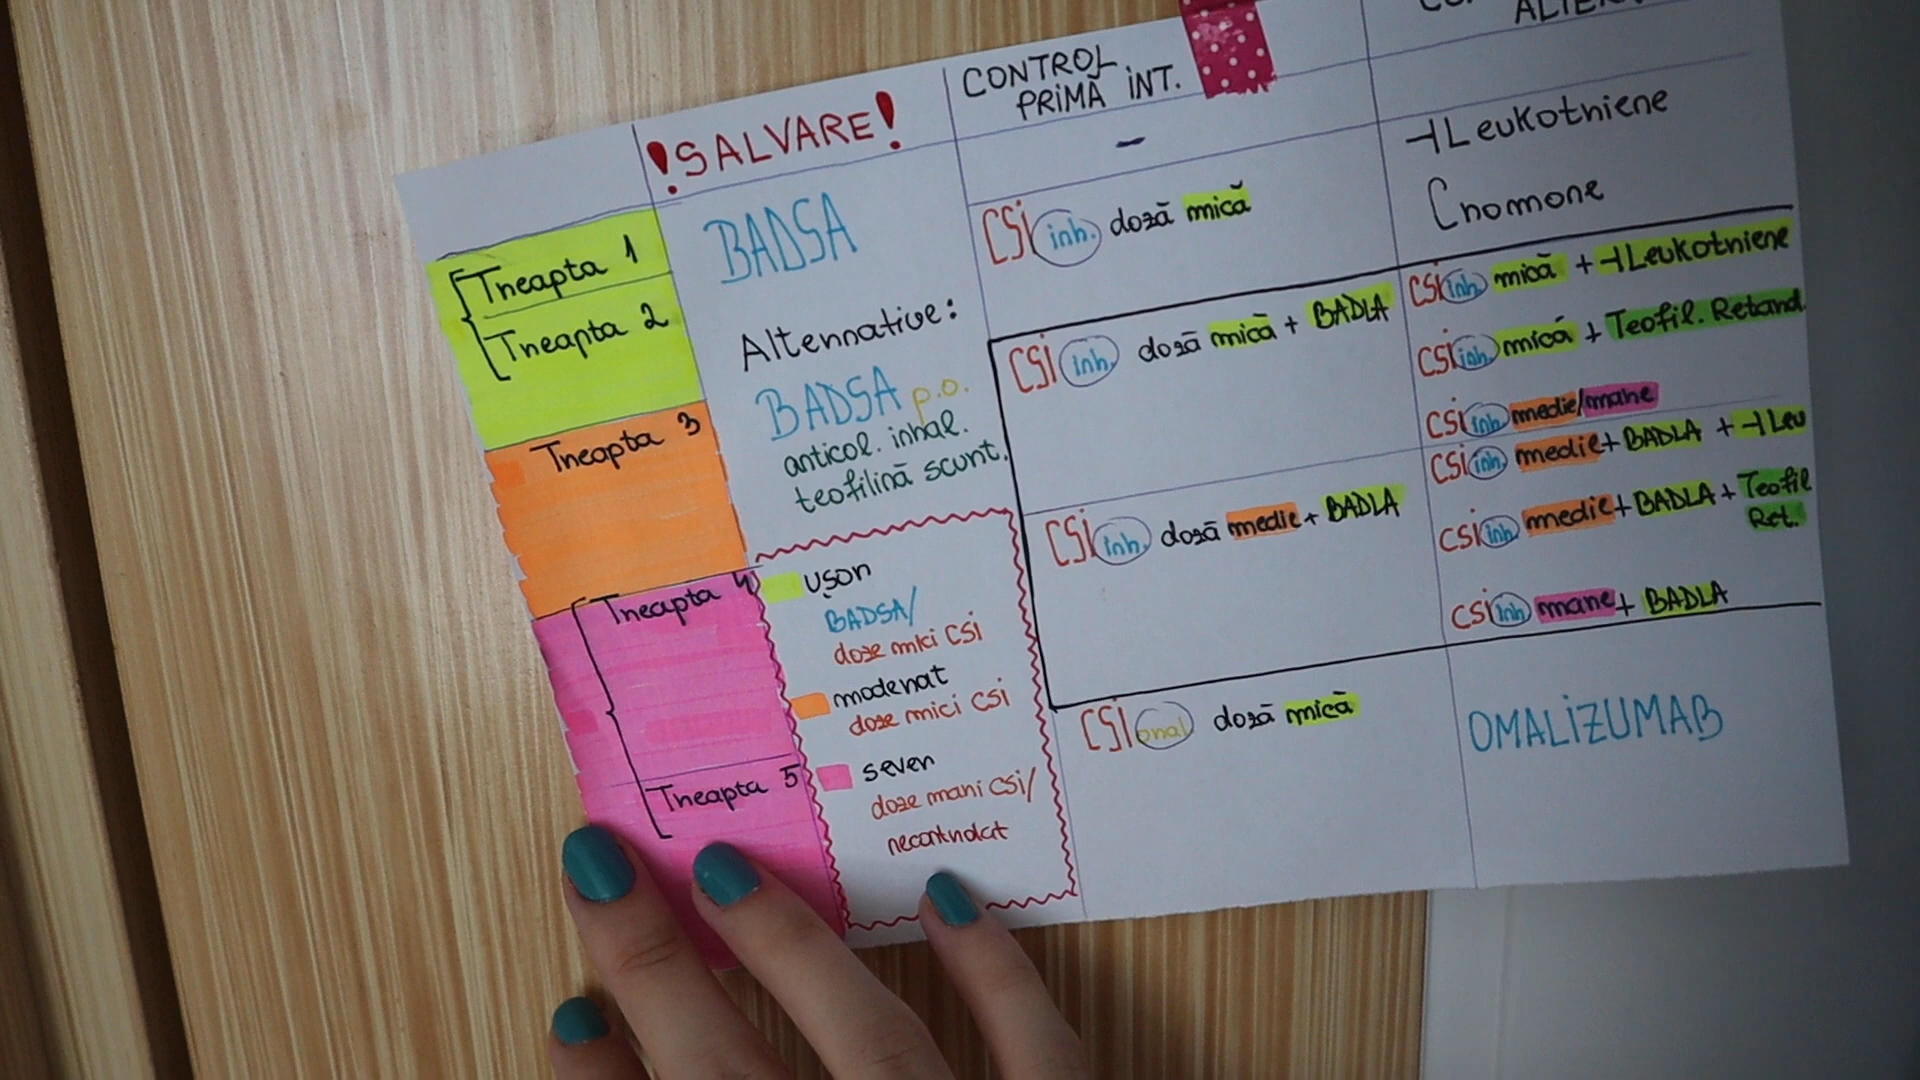 !SALVARE!
CONTROL
PRIMĂ INT.
Treapta 1
Treapta 2
Treapta 3
Treapta 4
Treapta 5
BADSA
Alternative:
BADSA p.o.
anticol. inhal.
teofilină scurt.
ușor
BADSA/
doze mici CSI
moderat
doze mici CSI
sever
doze mari CSI/
necontrolat
-
CSI inh. doză mică
CSI inh. doză mică + BADLA
CSI inh. doză medie + BADLA
CSI oral doză mică
⊣Leukotriene
Cromone
CSI inh. mică + ⊣Leukotriene
CSI inh. mică + Teofil. Retard
CSI inh. medie/mare
CSI inh. medie + BADLA + ⊣Leu
CSI inh. medie + BADLA + Teofil
Ret.
CSI inh mare + BADLA
OMALIZUMAB